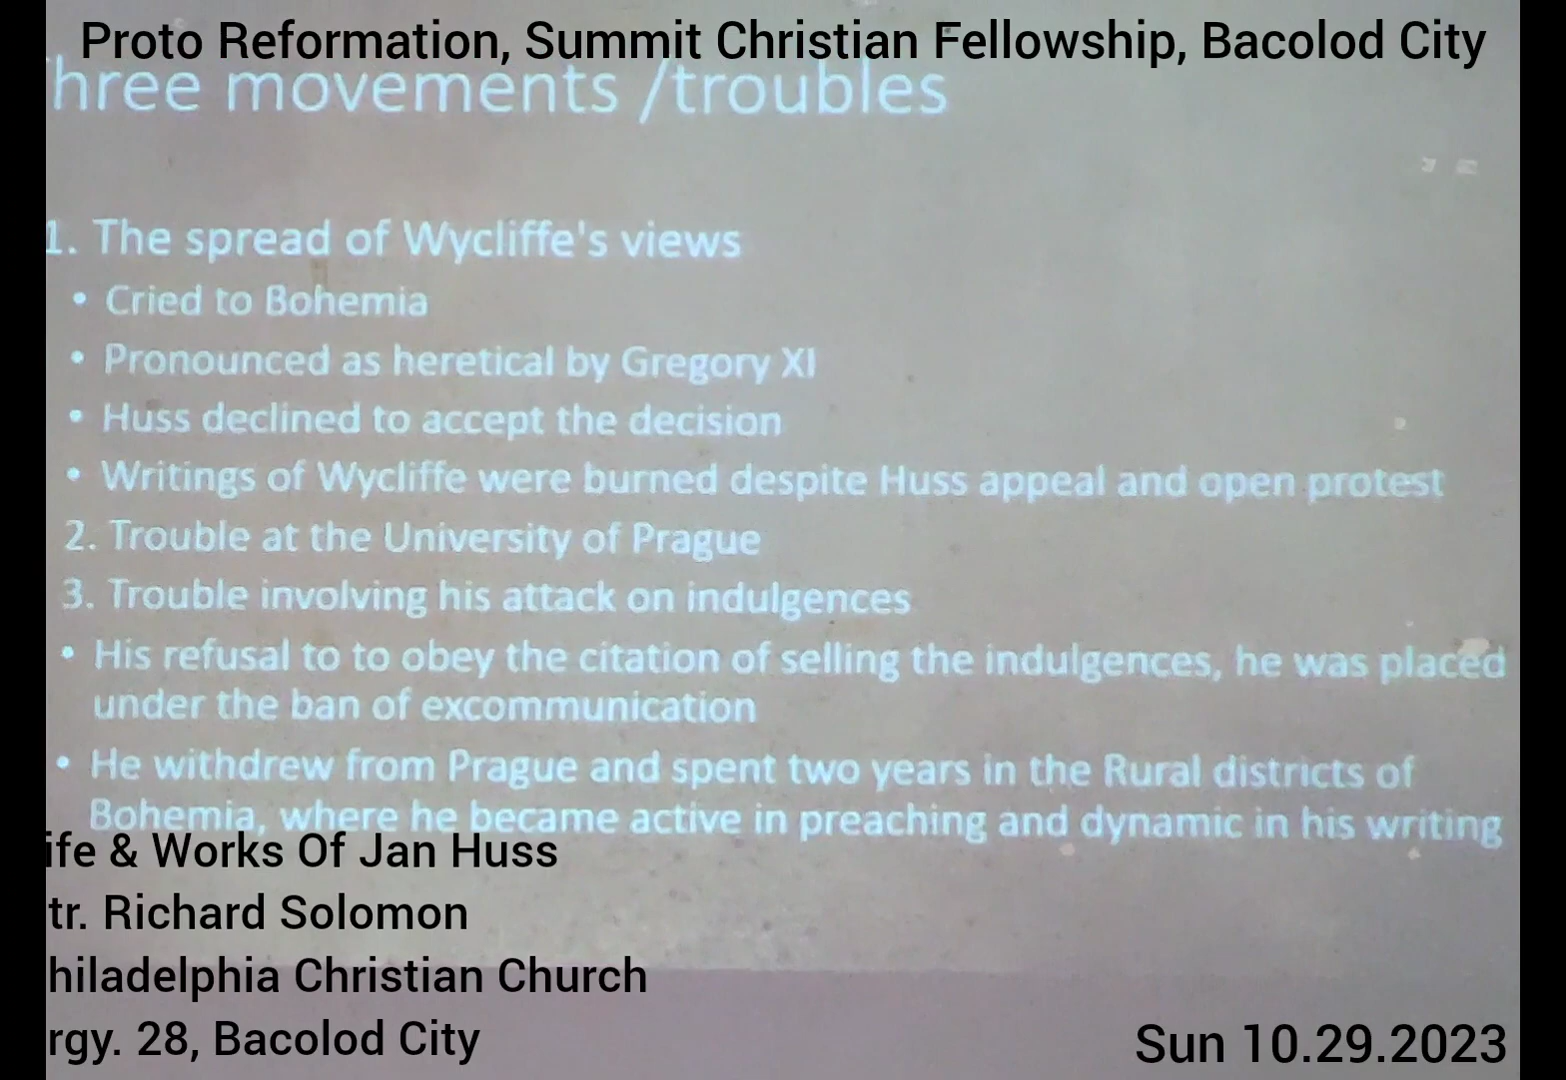 Proto Reformation, Summit Christian Fellowship, Bacolod City
hree movements /troubles
1. The spread of Wycliffe's views
• Cried to Bohemia
• Pronounced as heretical by Gregory XI
• Huss declined to accept the decision
• Writings of Wycliffe were burned despite Huss appeal and open protest
2. Trouble at the University of Prague
3. Trouble involving his attack on indulgences
• His refusal to to obey the citation of selling the indulgences, he was placed
under the ban of excommunication
• He withdrew from Prague and spent two years in the Rural districts of
Bohemia, where he became active in preaching and dynamic in his writing
ife & Works Of Jan Huss
tr. Richard Solomon
hiladelphia Christian Church
rgy. 28, Bacolod City
Sun 10.29.2023